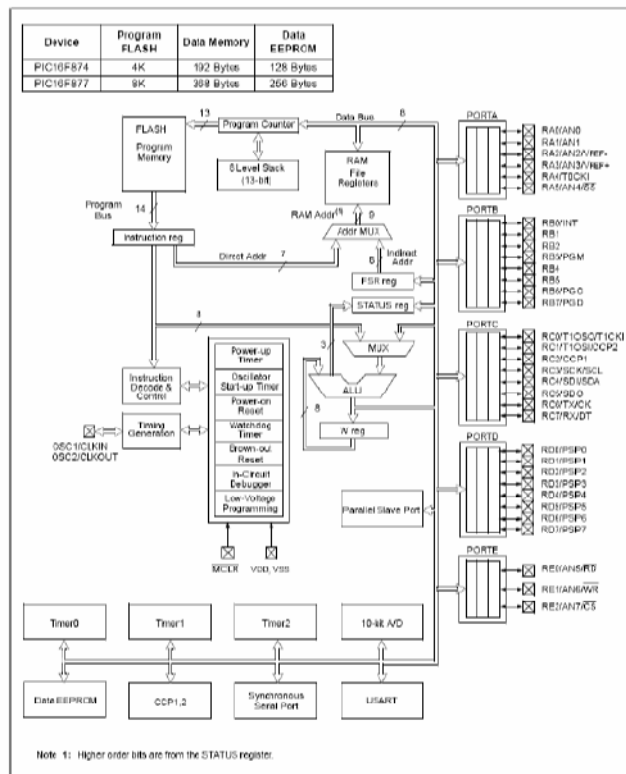 Device Program FLASH Data Memory Data EEPROM
PIC16F874 4K 192 Bytes 128 Bytes
PIC16F877 8K 368 Bytes 256 Bytes
13
Data Bus
8
PORTA
FLASH
Program
Memory
Program Counter
8 Level Stack
(13-bit)
RAM
File
Registers
RA0/AN0
RA1/AN1
RA2/AN2/VREF-
RA3/AN3/VREF+
RA4/T0CKI
RA5/AN4/SS
Program
Bus
14
RAM Addr(1)
9
PORTB
Instruction reg
Addr MUX
RB0/INT
RB1
RB2
RB3/PGM
RB4
RB5
RB6/PGC
RB7/PGD
Direct Addr
7
8
Indirect
Addr
FSR reg
STATUS reg
8
3
MUX
PORTC
RC0/T1OSO/T1CKI
RC1/T1OSI/CCP2
RC2/CCP1
RC3/SCK/SCL
RC4/SDI/SDA
RC5/SDO
RC6/TX/CK
RC7/RX/DT
Power-up
Timer
Oscillator
Start-up Timer
Power-on
Reset
Watchdog
Timer
Brown-out
Reset
In-Circuit
Debugger
Low-Voltage
Programming
Instruction
Decode &
Control
ALU
8
W reg
Timing
Generation
OSC1/CLKIN
OSC2/CLKOUT
PORTD
RD0/PSP0
RD1/PSP1
RD2/PSP2
RD3/PSP3
RD4/PSP4
RD5/PSP5
RD6/PSP6
RD7/PSP7
Parallel Slave Port
MCLR
VDD, VSS
PORTE
RE0/AN5/RD
RE1/AN6/WR
RE2/AN7/CS
Timer0
Timer1
Timer2
10-bit A/D
Data EEPROM
CCP1,2
Synchronous
Serial Port
USART
Note 1: Higher order bits are from the STATUS register.